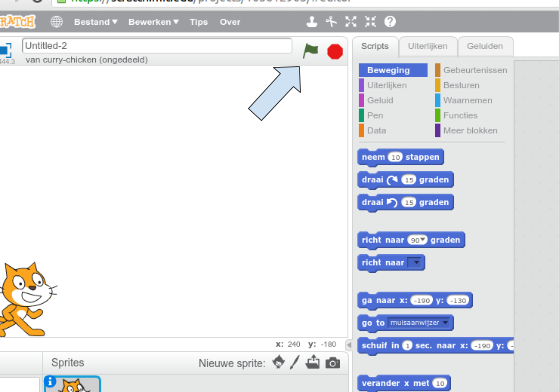 Bestand Bewerken Tips Over
Untitled-2
van curry-chicken (ongedeeld)
Scripts Uiterlijken Geluiden
Beweging Gebeurtenissen
Uiterlijken Besturen
Geluid Waarnemen
Pen Functies
Data Meer blokken
neem 10 stappen
draai 15 graden
draai 15 graden
richt naar 90 graden
richt naar
ga naar x: -190 y: -130
go to muisaanwijzer
schuif in 1 sec. naar x: -190 y:
verander x met 10
x: 240 y: -180
Sprites Nieuwe sprite: